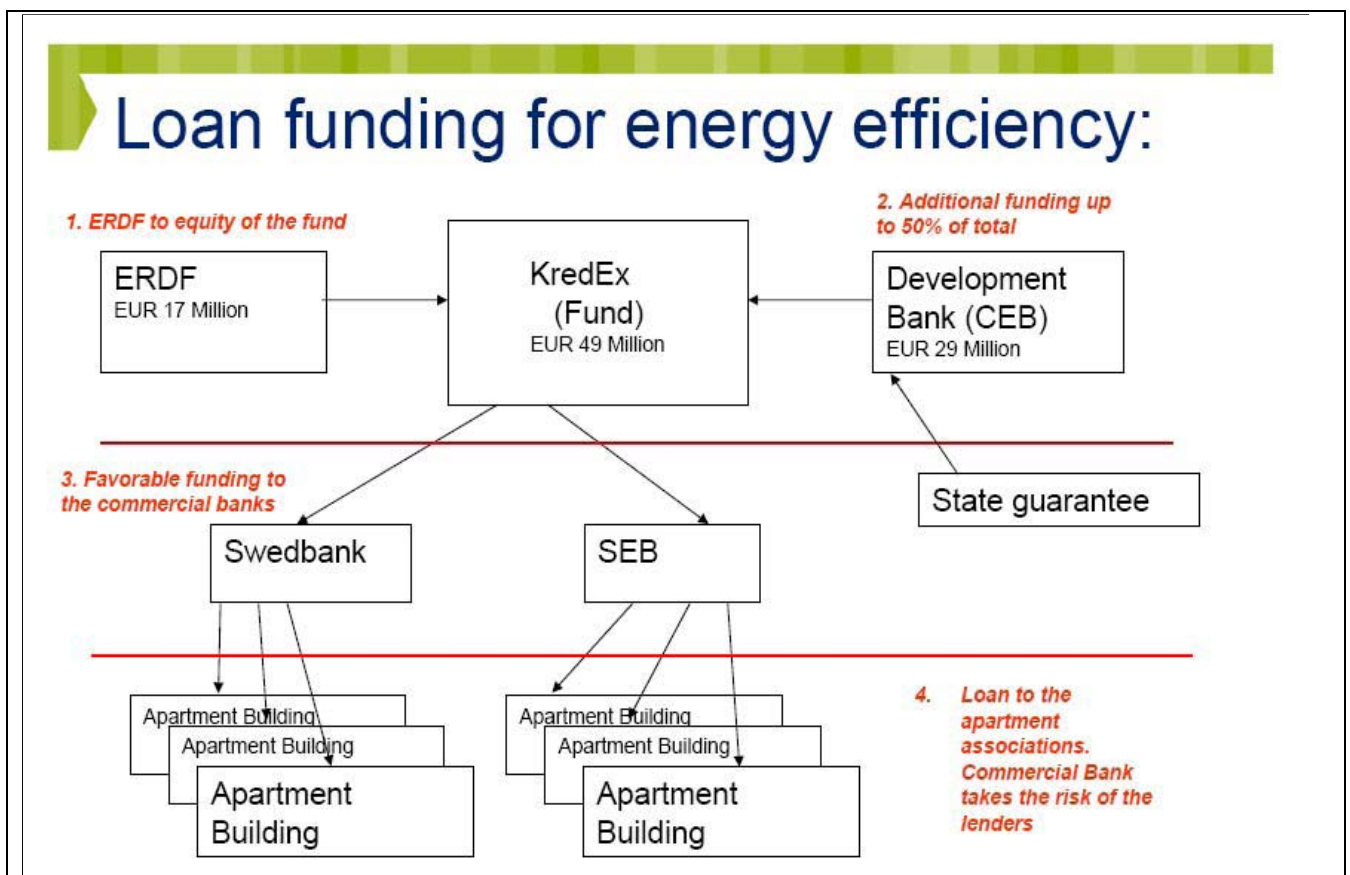 Loan funding for energy efficiency:
1. ERDF to equity of the fund
2. Additional funding up
to 50% of total
ERDF
EUR 17 Million
KredEx
(Fund)
EUR 49 Million
Development
Bank (CEB)
EUR 29 Million
3. Favorable funding to
the commercial banks
State guarantee
Swedbank
SEB
Apartment Building
Apartment Building
Apartment
Building
Apartment Building
Apartment Building
Apartment
Building
4. Loan to the
apartment
associations.
Commercial Bank
takes the risk of the
lenders